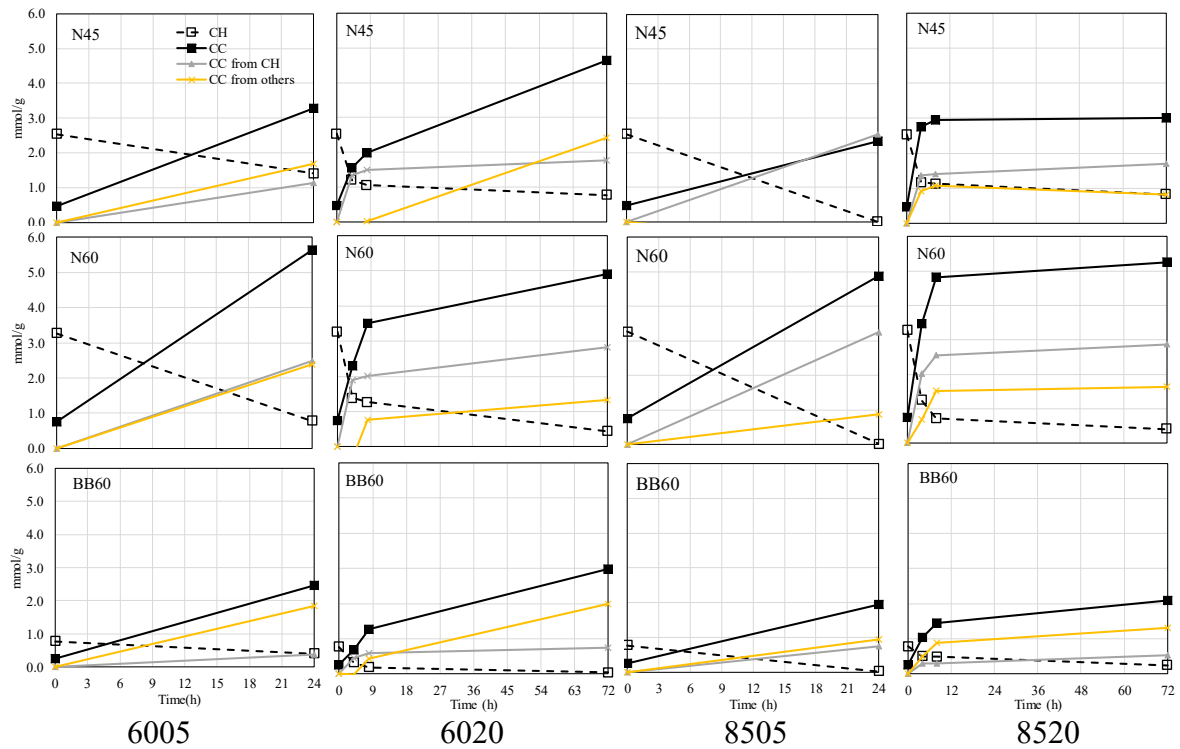 6.0 N45 CH N45 N45 N45
5.0 CC
CC from CH
4.0 CC from others
3.0
2.0
1.0
0.0
mmol/g
6.0 N60 N60 N60 N60
5.0
4.0
3.0
2.0
1.0
0.0
mmol/g
6.0 BB60 BB60 BB60 BB60
5.0
4.0
3.0
2.0
1.0
0.0
mmol/g
0 3 6 9 12 15 18 21 24 0 9 18 27 36 45 54 63 72 0 3 6 9 12 15 18 21 24 0 12 24 36 48 60 72
Time(h) Time (h) Time (h) Time (h)
6005 6020 8505 8520